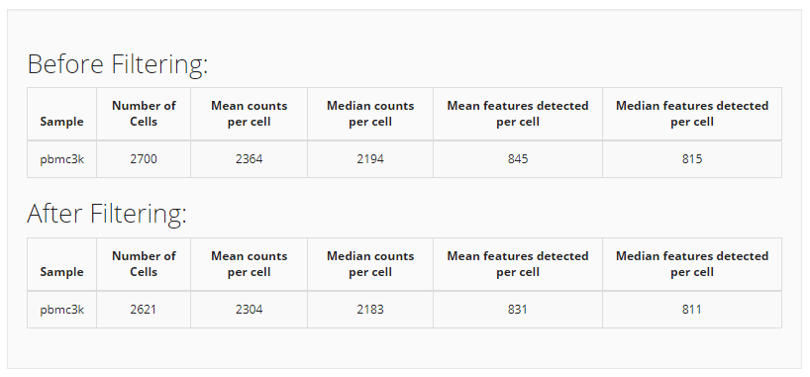 Before Filtering:
Sample Number of Cells Mean counts per cell Median counts per cell Mean features detected per cell Median features detected per cell
pbmc3k 2700 2364 2194 845 815
After Filtering:
Sample Number of Cells Mean counts per cell Median counts per cell Mean features detected per cell Median features detected per cell
pbmc3k 2621 2304 2183 831 811